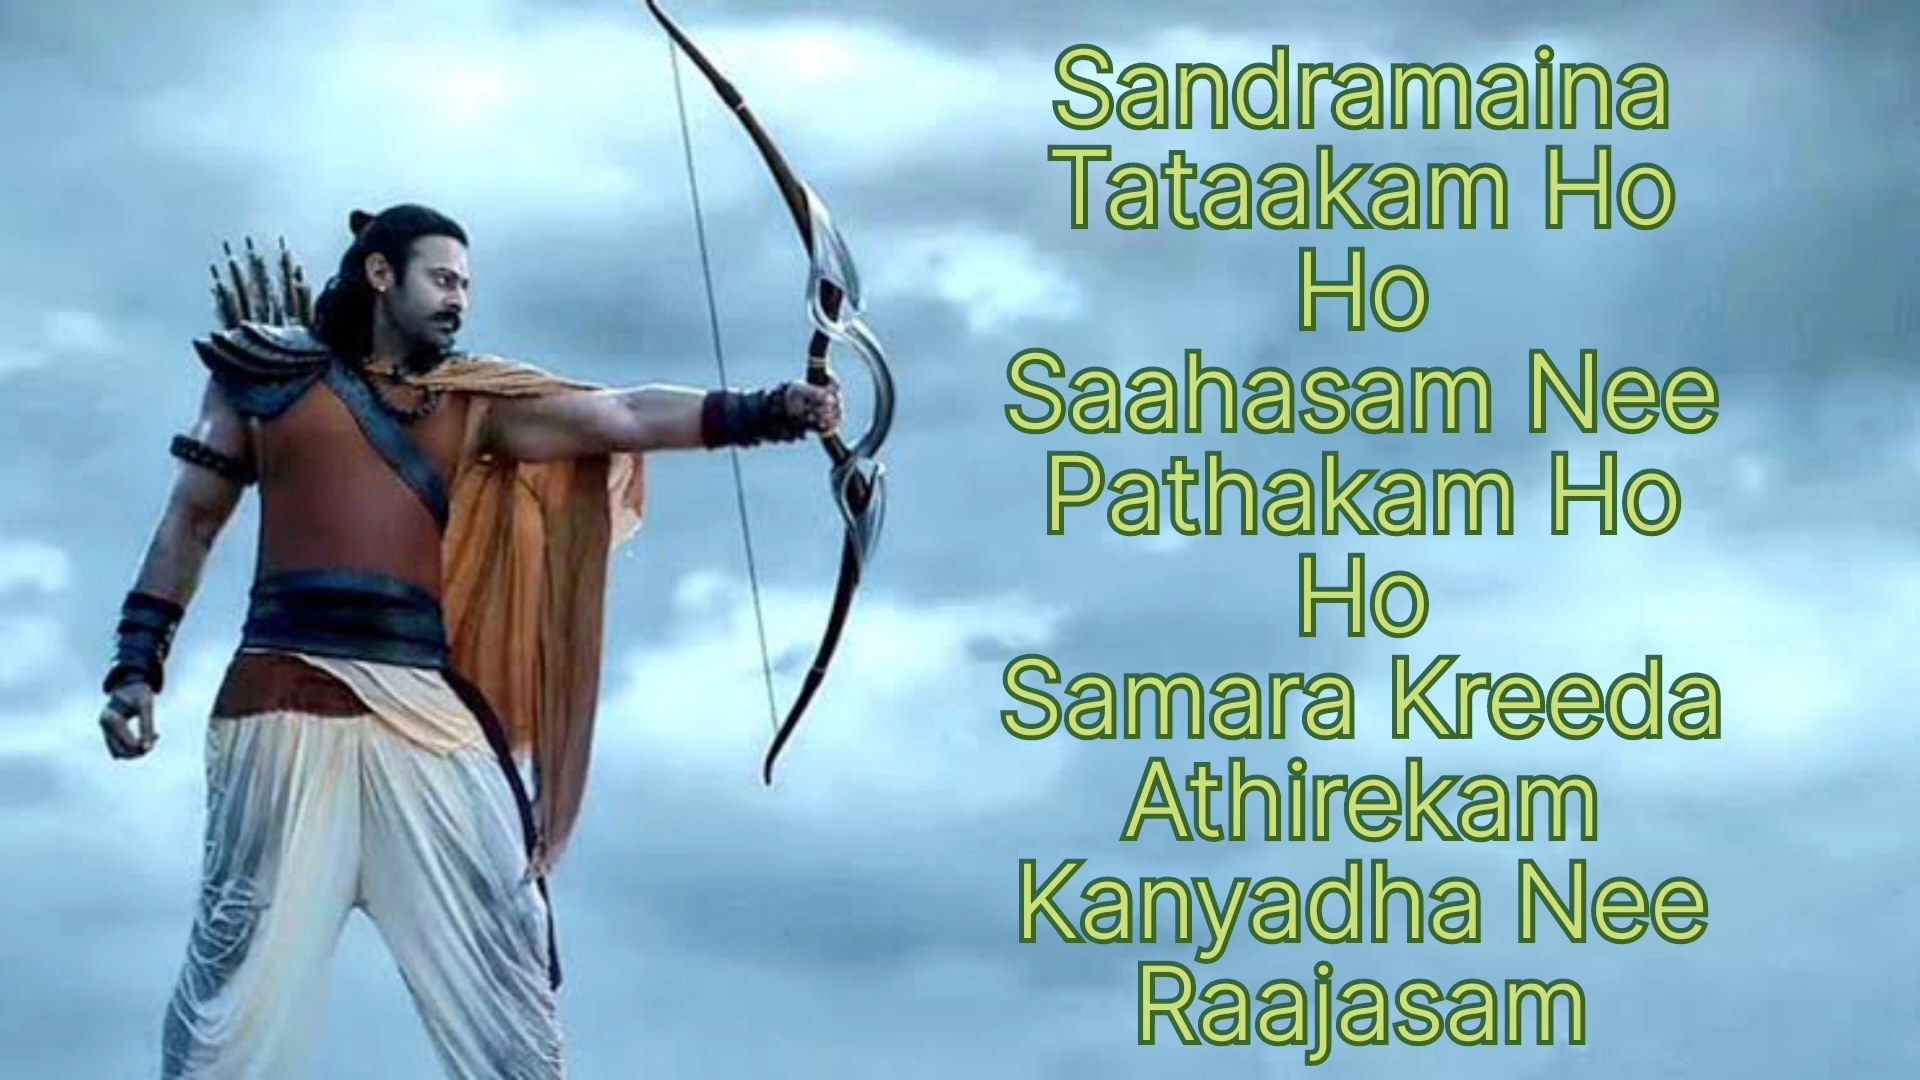 Sandramaina
Tataakam Ho
Ho
Saahasam Nee
Pathakam Ho
Ho
Samara Kreeda
Athirekam
Kanyadha Nee
Raajasam